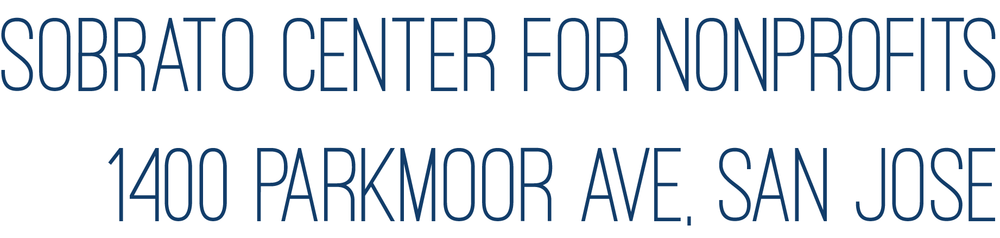 SOBRATO CENTER FOR NONPROFITS
1400 PARKMOOR AVE, SAN JOSE